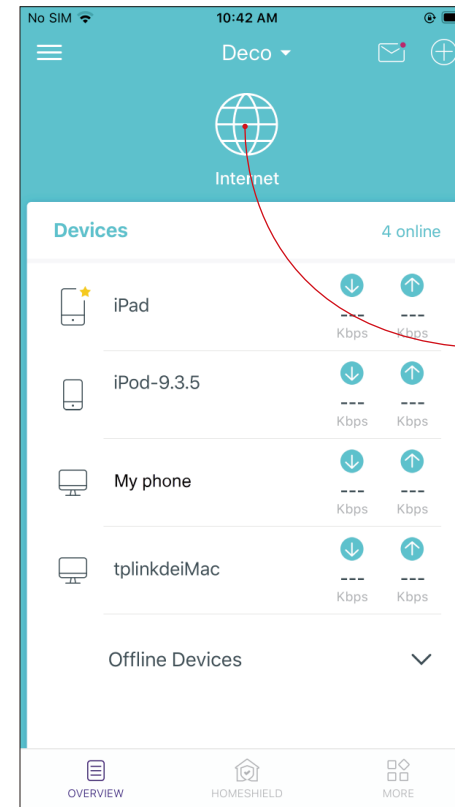 No SIM 10:42 AM
Deco
Internet
Devices 4 online
iPad
--- ---
Kbps Kbps
iPod-9.3.5
--- ---
Kbps Kbps
My phone
--- ---
Kbps Kbps
tplinkdeiMac
--- ---
Kbps Kbps
Offline Devices
OVERVIEW HOMESHIELD MORE